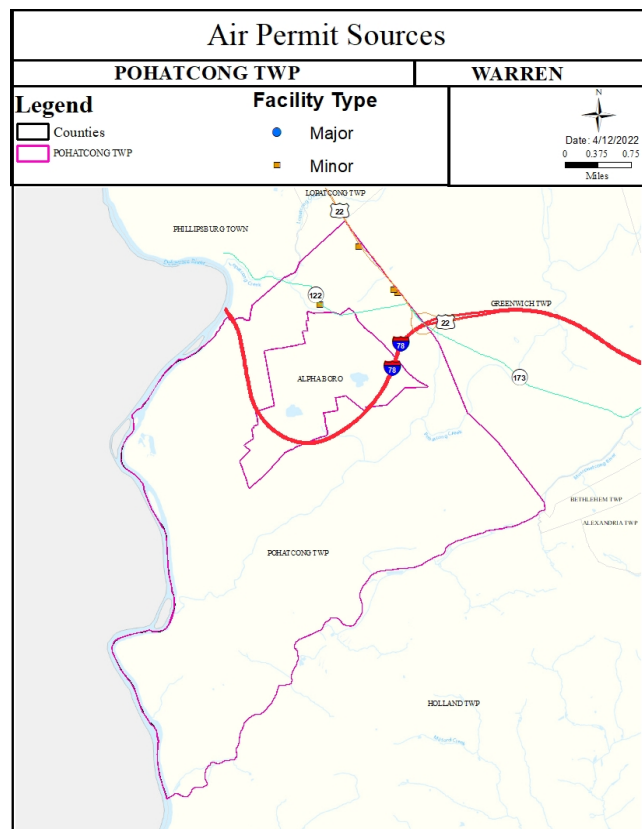 Air Permit Sources
POHATCONG TWP
WARREN
Legend
Counties
POHATCONG TWP
Facility Type
Major
Minor
N
Date: 4/12/2022
0 0.375 0.75
Miles
LOPATCONG TWP
22
PHILLIPSBURG TOWN
122
GREENWICH TWP
22
78
78
173
ALPHA BORO
BETHLEHEM TWP
ALEXANDRIA TWP
POHATCONG TWP
HOLLAND TWP